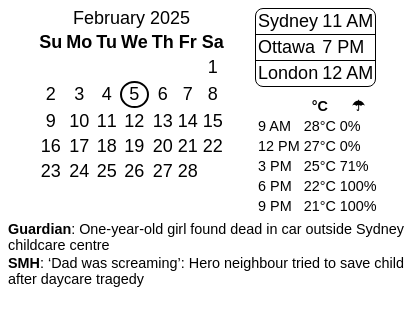 February 2025
Su Mo Tu We Th Fr Sa
1
2 3 4 5 6 7 8
9 10 11 12 13 14 15
16 17 18 19 20 21 22
23 24 25 26 27 28
Sydney 11 AM
Ottawa 7 PM
London 12 AM
°C ☂
9 AM 28°C 0%
12 PM 27°C 0%
3 PM 25°C 71%
6 PM 22°C 100%
9 PM 21°C 100%
Guardian: One-year-old girl found dead in car outside Sydney
childcare centre
SMH: ‘Dad was screaming’: Hero neighbour tried to save child
after daycare tragedy